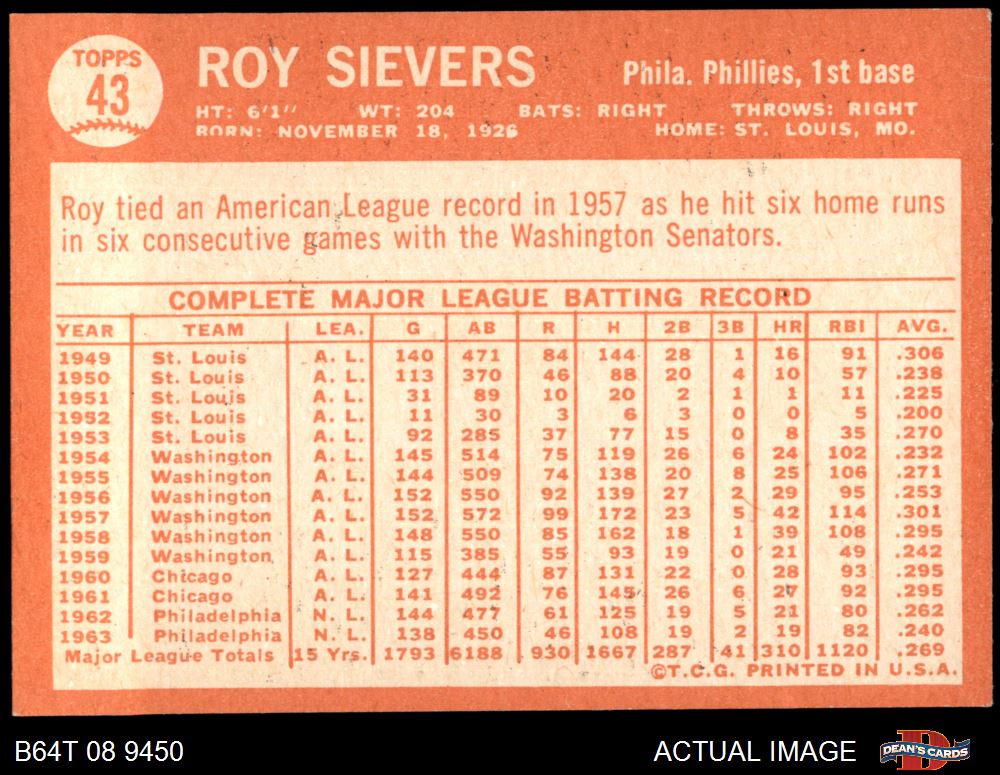 TOPPS
43
ROY SIEVERS
Phila. Phillies, 1st base
HT: 6'1" WT: 204 BATS: RIGHT THROWS: RIGHT
BORN: NOVEMBER 18, 1926 HOME: ST. LOUIS, MO.
Roy tied an American League record in 1957 as he hit six home runs
in six consecutive games with the Washington Senators.
COMPLETE MAJOR LEAGUE BATTING RECORD
YEAR TEAM LEA. G AB R H 2B 3B HR RBI AVG.
1949 St. Louis A. L. 140 471 84 144 28 1 16 91 .306
1950 St. Louis A. L. 113 370 46 88 20 4 10 57 .238
1951 St. Louis A. L. 31 89 10 20 2 1 1 11 .225
1952 St. Louis A. L. 11 30 3 6 3 0 0 5 .200
1953 St. Louis A. L. 92 285 37 77 15 0 8 35 .270
1954 Washington A. L. 145 514 75 119 26 6 24 102 .232
1955 Washington A. L. 144 509 74 138 20 8 25 106 .271
1956 Washington A. L. 152 550 92 139 27 2 29 95 .253
1957 Washington A. L. 152 572 99 172 23 5 42 114 .301
1958 Washington A. L. 148 550 85 162 18 1 39 108 .295
1959 Washington A. L. 115 385 55 93 19 0 21 49 .242
1960 Chicago A. L. 127 444 87 131 22 0 28 93 .295
1961 Chicago A. L. 141 492 76 145 26 6 27 92 .295
1962 Philadelphia N. L. 144 477 61 125 19 5 21 80 .262
1963 Philadelphia N. L. 138 450 46 108 19 2 19 82 .240
Major League Totals 15 Yrs. 1793 6188 930 1667 287 41 310 1120 .269
©T.C.G. PRINTED IN U.S.A.
B64T 08 9450 ACTUAL IMAGE
D
DEAN'S CARDS